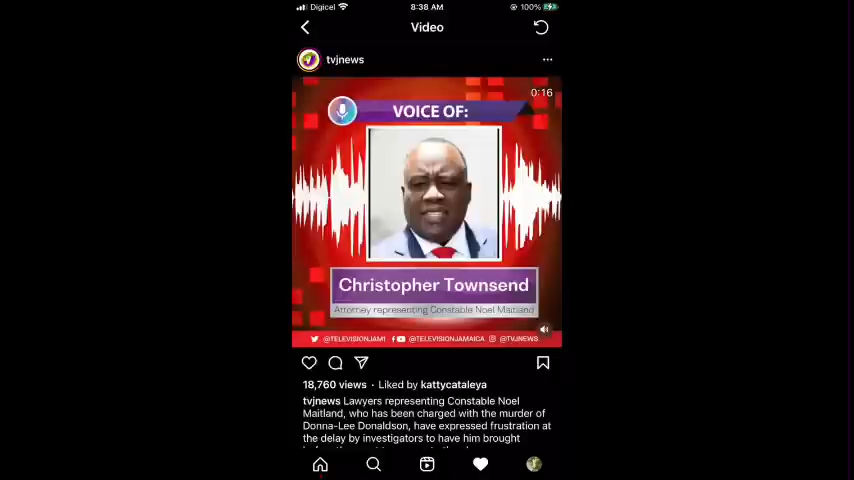 Digicel 8:38 AM 100%
Video
tvjnews
0:16
VOICE OF:
Christopher Townsend
Attorney representing Constable Noel Maitland
@TELEVISIONJAM1 @TELEVISIONJAMAICA @TVJNEWS
18,760 views · Liked by kattycataleya
tvjnews Lawyers representing Constable Noel
Maitland, who has been charged with the murder of
Donna-Lee Donaldson, have expressed frustration at
the delay by investigators to have him brought